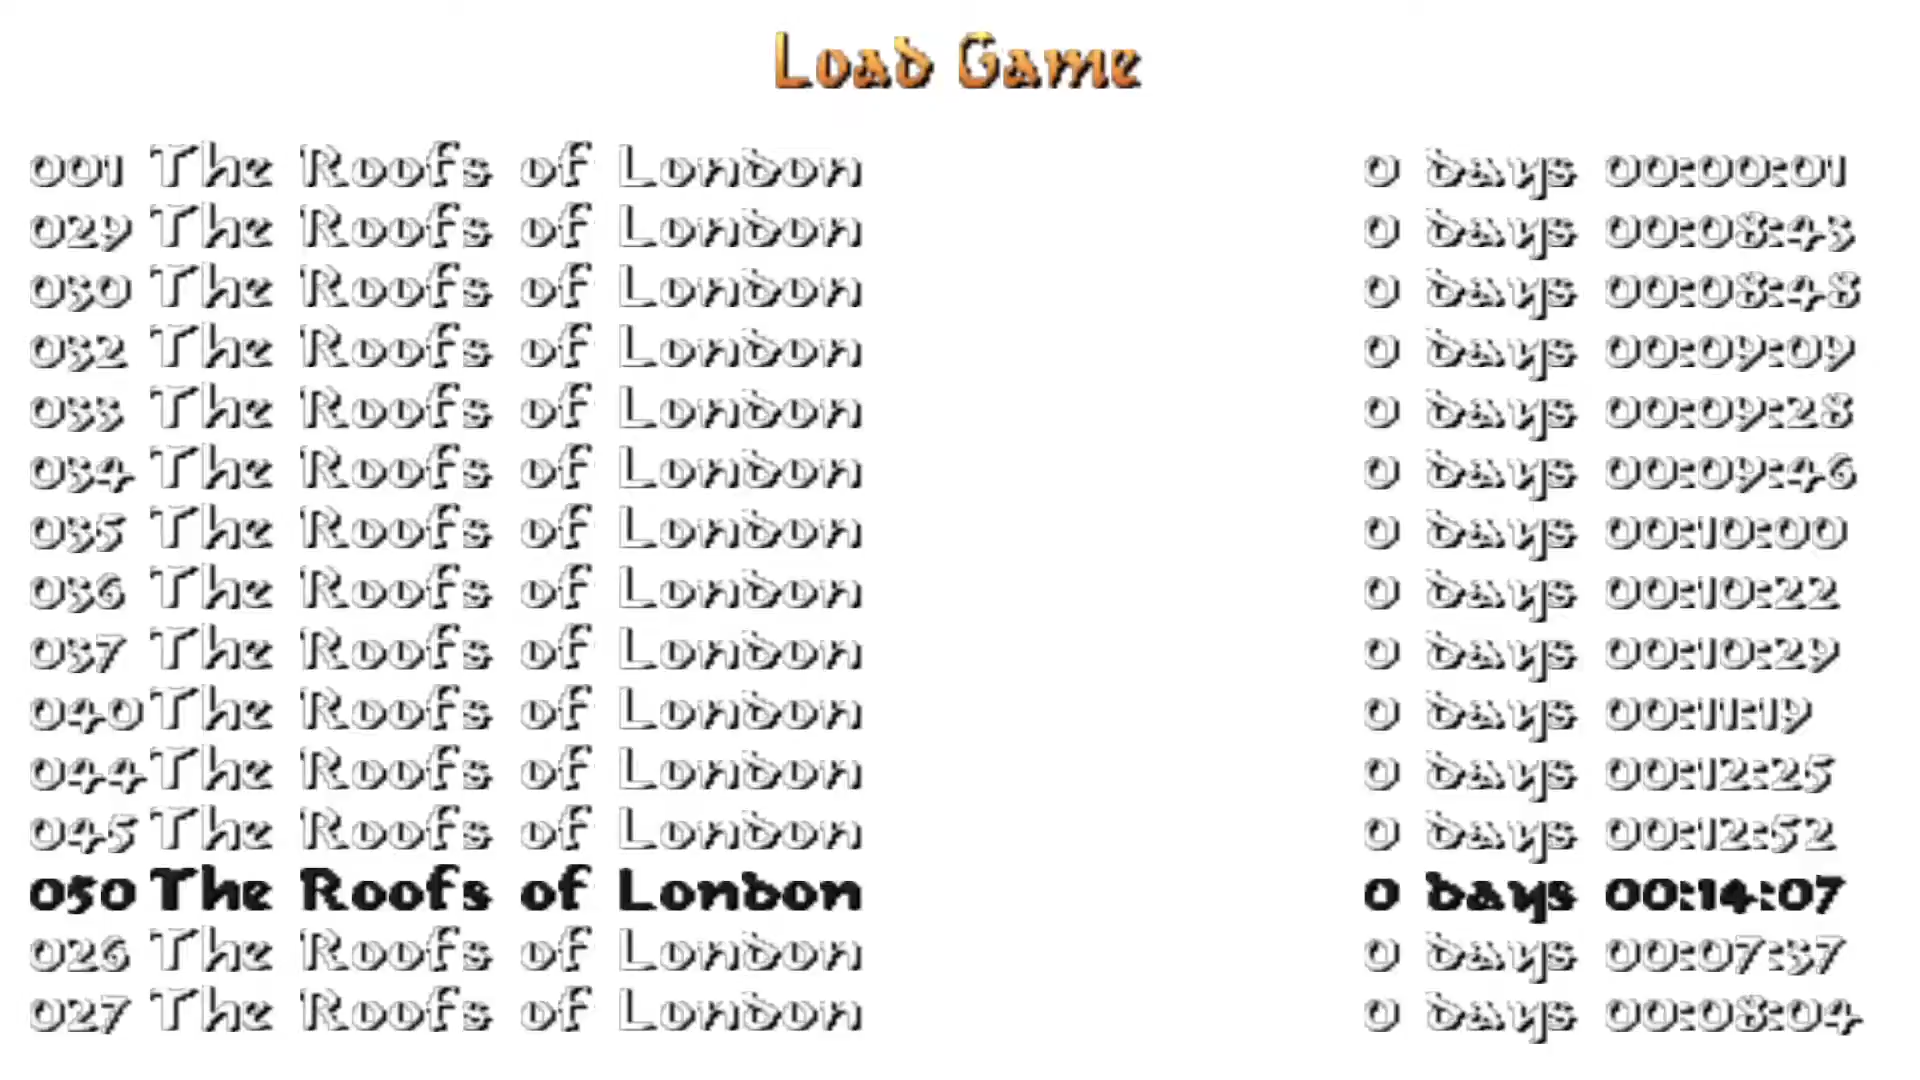 Load Game
001 The Roofs of London 0 days 00:00:01
029 The Roofs of London 0 days 00:08:43
030 The Roofs of London 0 days 00:08:48
032 The Roofs of London 0 days 00:09:09
033 The Roofs of London 0 days 00:09:28
034 The Roofs of London 0 days 00:09:46
035 The Roofs of London 0 days 00:10:00
036 The Roofs of London 0 days 00:10:22
037 The Roofs of London 0 days 00:10:29
040 The Roofs of London 0 days 00:11:19
044 The Roofs of London 0 days 00:12:25
045 The Roofs of London 0 days 00:12:52
050 The Roofs of London 0 days 00:14:07
026 The Roofs of London 0 days 00:07:37
027 The Roofs of London 0 days 00:08:04